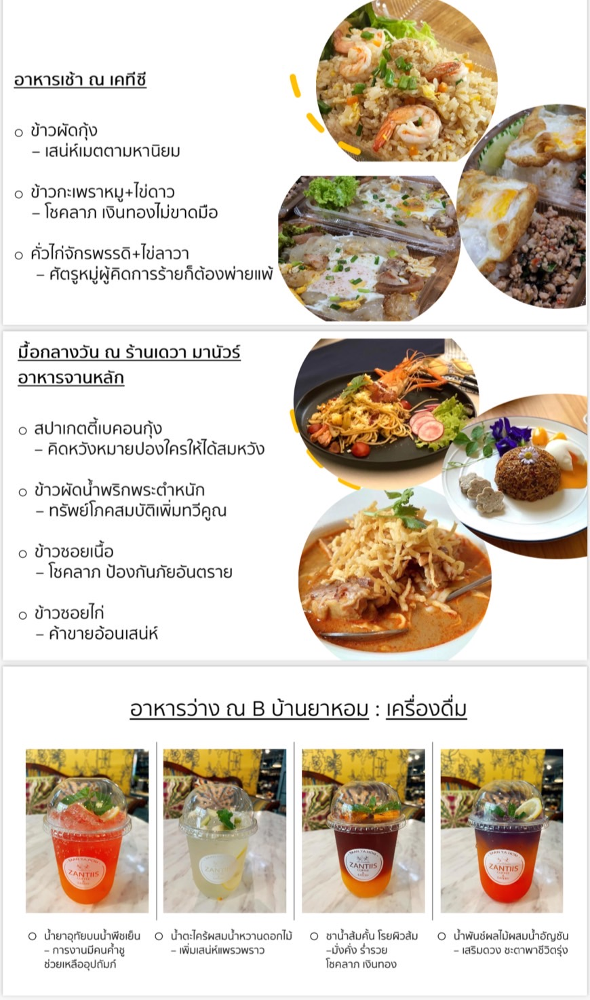 อาหารเช้า ณ เคทีซี
ข้าวผัดกุ้ง
– เสน่ห์เมตตามหานิยม
ข้าวกะเพราหมู+ไข่ดาว
– โชคลาภ เงินทองไม่ขาดมือ
คั่วไก่จักรพรรดิ+ไข่ลาวา
– ศัตรูหมู่ผู้คิดการร้ายก็ต้องพ่ายแพ้
มื้อกลางวัน ณ ร้านเดวา มานัวร์
อาหารจานหลัก
สปาเกตตี้เบคอนกุ้ง
– คิดหวังหมายปองใครให้ได้สมหวัง
ข้าวผัดน้ำพริกพระตำหนัก
– ทรัพย์โภคสมบัติเพิ่มทวีคูณ
ข้าวซอยเนื้อ
– โชคลาภ ป้องกันภัยอันตราย
ข้าวซอยไก่
– ค้าขายอ้อนเสน่ห์
อาหารว่าง ณ B บ้านยาหอม : เครื่องดื่ม
ZANTIIS
ZANTIIS
ZANTIIS
น้ำยาอุทัยบนน้ำพีชเย็น
– การงานมีคนค้ำชู
ช่วยเหลืออุปถัมภ์
น้ำตะไคร้ผสมน้ำหวานดอกไม้
– เพิ่มเสน่ห์แพรวพราว
ชาน้ำส้มคั้น โรยผิวส้ม
–มั่งคั่ง ร่ำรวย
โชคลาภ เงินทอง
น้ำพันช์ผลไม้ผสมน้ำอัญชัน
– เสริมดวง ชะตาพาชีวิตรุ่ง